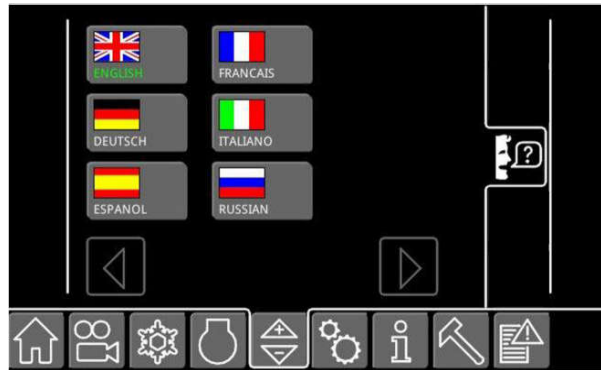 ENGLISH
FRANCAIS
DEUTSCH
ITALIANO
ESPANOL
RUSSIAN
?